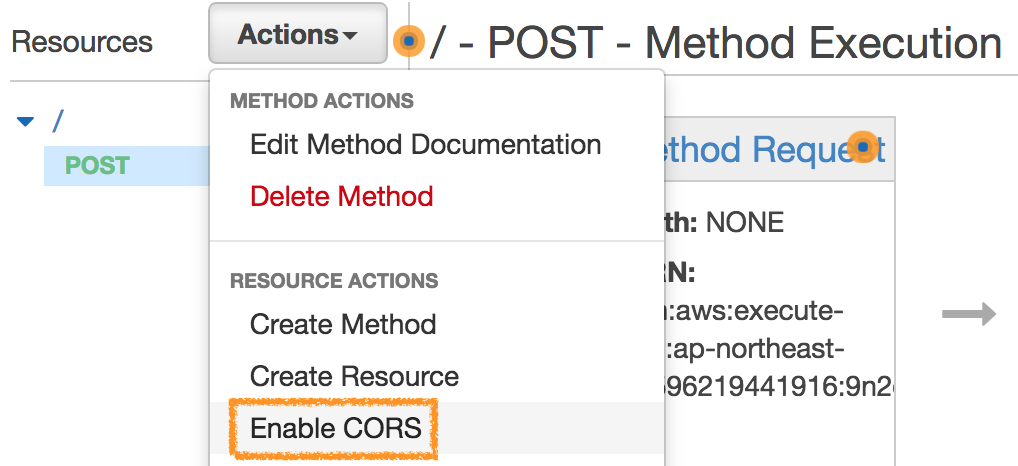 Resources
Actions
/ - POST - Method Execution
/
POST
METHOD ACTIONS
Edit Method Documentation
Delete Method
RESOURCE ACTIONS
Create Method
Create Resource
Enable CORS
ethod Request
th: NONE
RN:
:aws:execute-
:ap-northeast-
96219441916:9n2